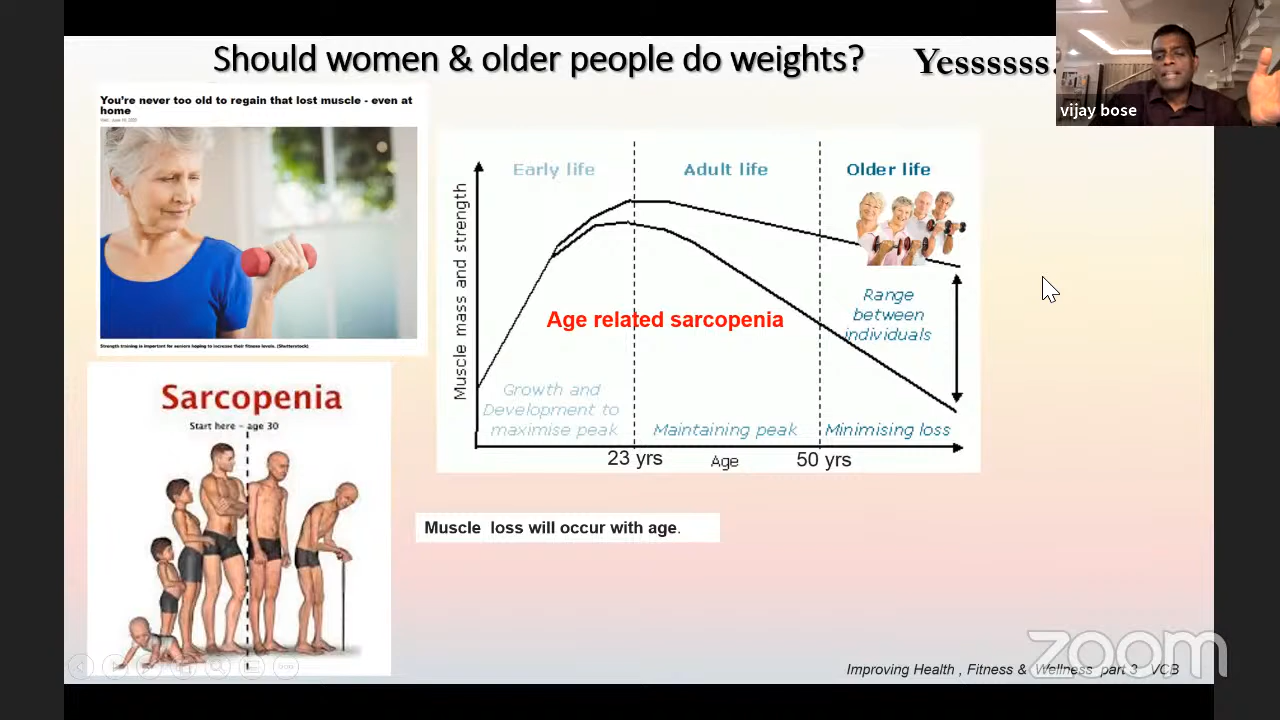 Should women & older people do weights?
Yessssss.
vijay bose
You're never too old to regain that lost muscle - even at
home
Strength training is important for seniors hoping to increase their fitness levels. (Shutterstock)
Early life
Adult life
Older life
Muscle mass and strength
Age related sarcopenia
Range
between
individuals
Growth and
Development to
maximise peak
Maintaining peak
Minimising loss
23 yrs
Age
50 yrs
Sarcopenia
Start here – age 30
Muscle  loss will occur with age.
zoom
Improving Health , Fitness & Wellness  part 3   VCB